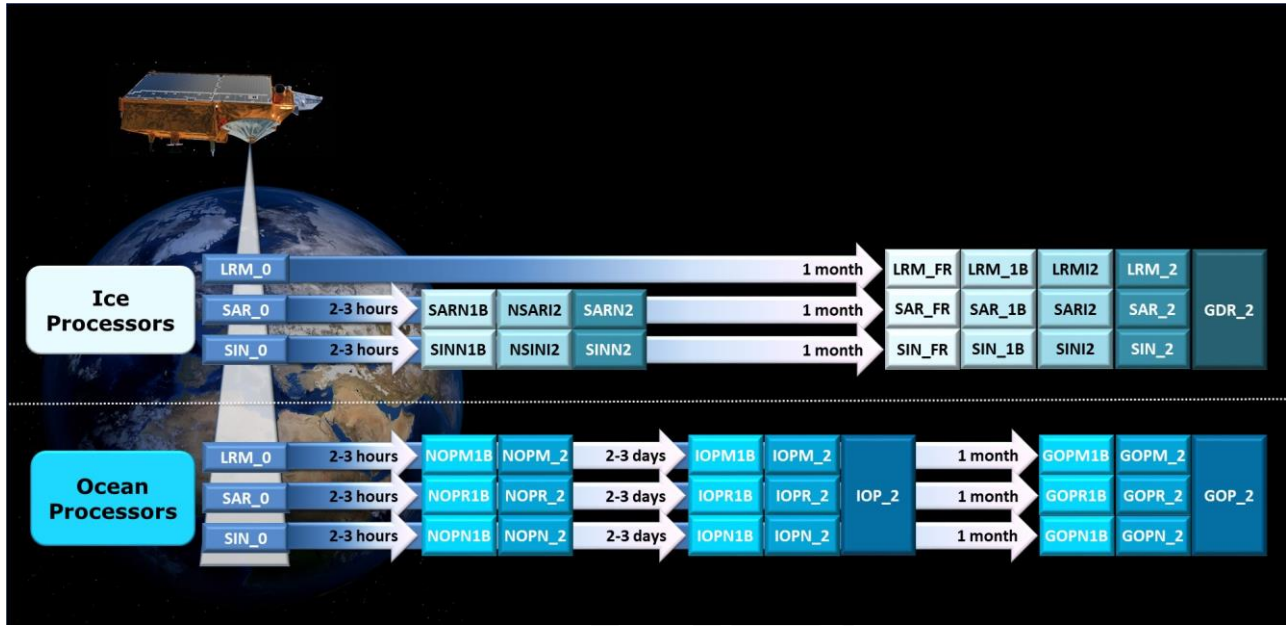 LRM_0 1 month LRM_FR LRM_1B LRMI2 LRM_2
Ice
Processors
SAR_0 2-3 hours SARN1B NSARI2 SARN2 1 month SAR_FR SAR_1B SARI2 SAR_2 GDR_2
SIN_0 2-3 hours SINN1B NSINI2 SINN2 1 month SIN_FR SIN_1B SINI2 SIN_2
LRM_0 2-3 hours NOPM1B NOPM_2 2-3 days IOPM1B IOPM_2 1 month GOPM1B GOPM_2
Ocean
Processors
SAR_0 2-3 hours NOPR1B NOPR_2 2-3 days IOPR1B IOPR_2 IOP_2 1 month GOPR1B GOPR_2 GOP_2
SIN_0 2-3 hours NOPN1B NOPN_2 2-3 days IOPN1B IOPN_2 1 month GOPN1B GOPN_2